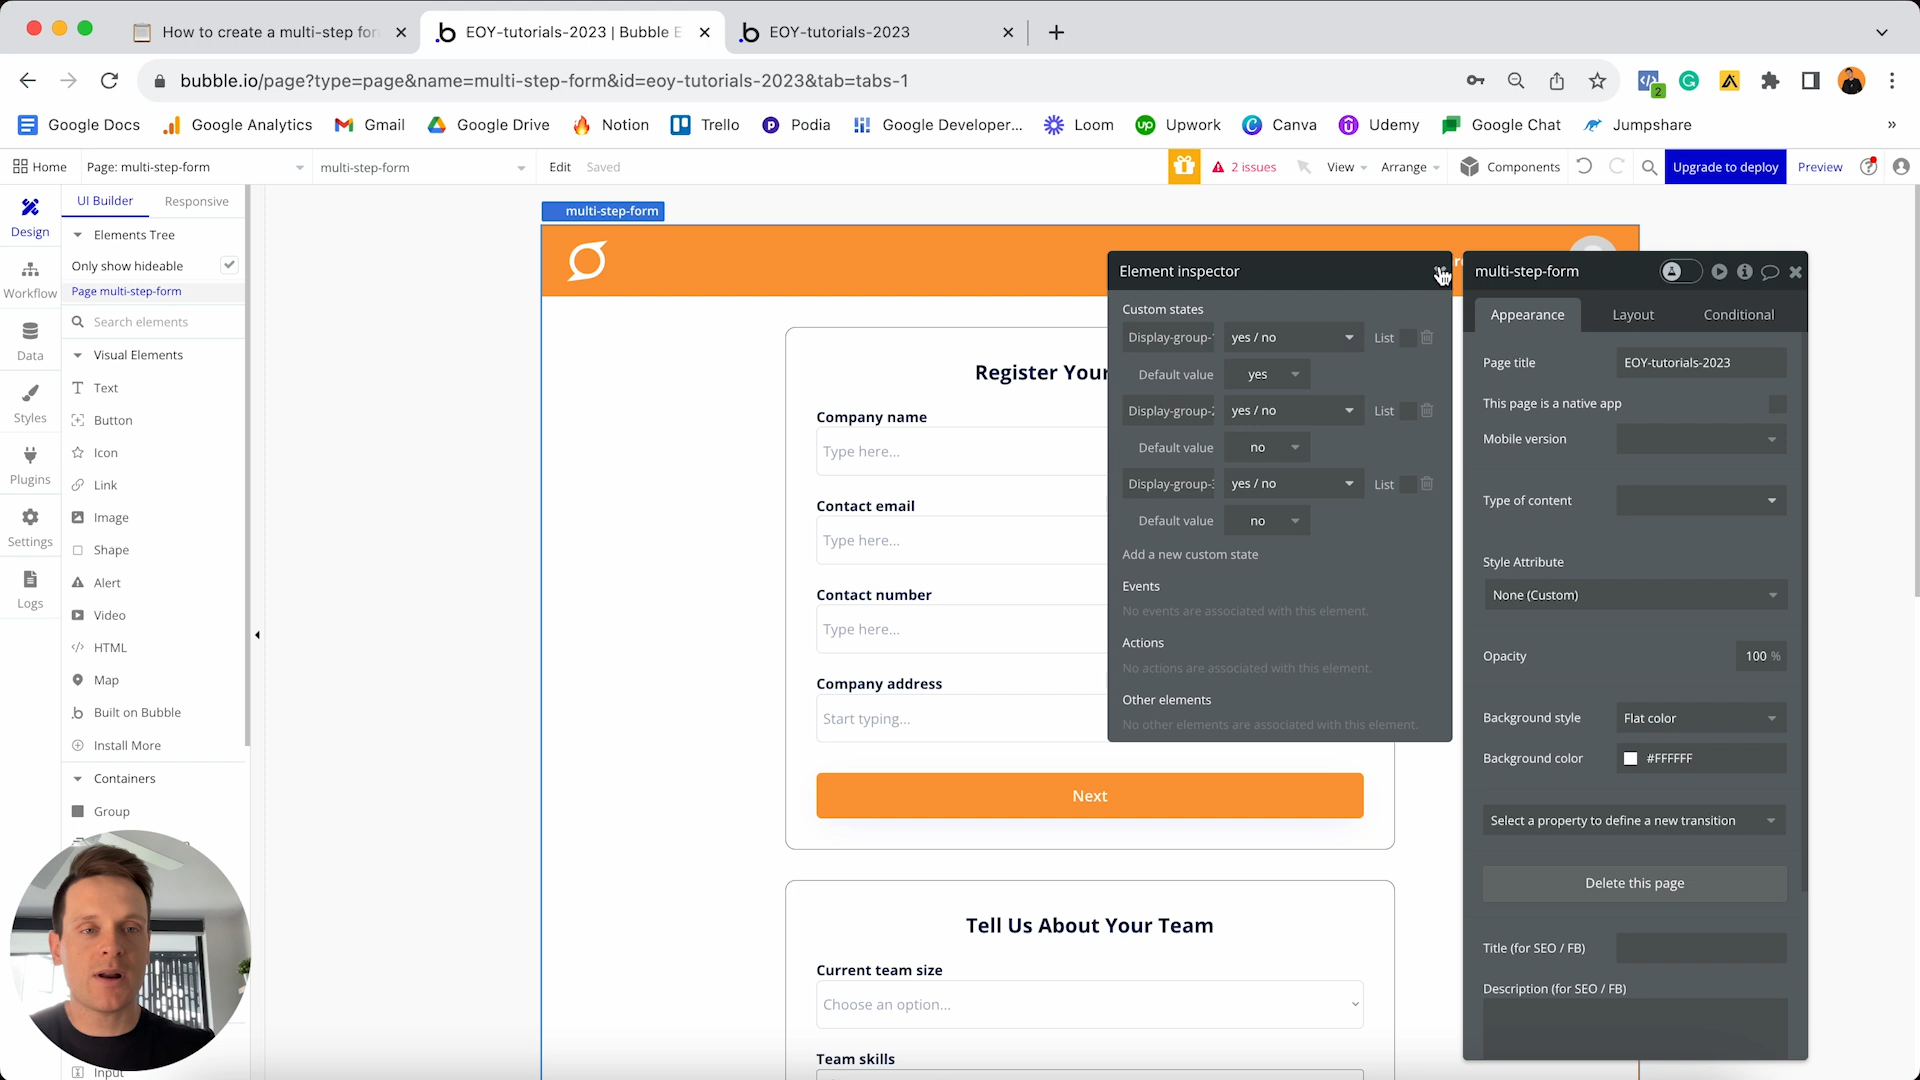 How to create a multi-step for
EOY-tutorials-2023 | Bubble E
EOY-tutorials-2023
bubble.io/page?type=page&name=multi-step-form&id=eoy-tutorials-2023&tab=tabs-1
2
Google Docs
Google Analytics
Gmail
Google Drive
Notion
Trello
Podia
Google Developer...
Loom
Upwork
Canva
Udemy
Google Chat
Jumpshare
»
Home
Page: multi-step-form
multi-step-form
Edit
Saved
2 issues
View
Arrange
Components
Upgrade to deploy
Preview
Design
Workflow
Data
Styles
Plugins
Settings
Logs
UI Builder
Responsive
Elements Tree
Only show hideable
Page multi-step-form
Search elements
Visual Elements
Text
Button
Icon
Link
Image
Shape
Alert
Video
HTML
Map
Built on Bubble
Install More
Containers
Group
Input
multi-step-form
Register Your
Company name
Type here...
Contact email
Type here...
Contact number
Type here...
Company address
Start typing...
Next
Tell Us About Your Team
Current team size
Choose an option...
Team skills
Element inspector
Custom states
Display-group-1
yes / no
List
Default value
yes
Display-group-2
yes / no
List
Default value
no
Display-group-3
yes / no
List
Default value
no
Add a new custom state
Events
No events are associated with this element.
Actions
No actions are associated with this element.
Other elements
No other elements are associated with this element.
multi-step-form
Appearance
Layout
Conditional
Page title
EOY-tutorials-2023
This page is a native app
Mobile version
Type of content
Style Attribute
None (Custom)
Opacity
100 %
Background style
Flat color
Background color
#FFFFFF
Select a property to define a new transition
Delete this page
Title (for SEO / FB)
Description (for SEO / FB)